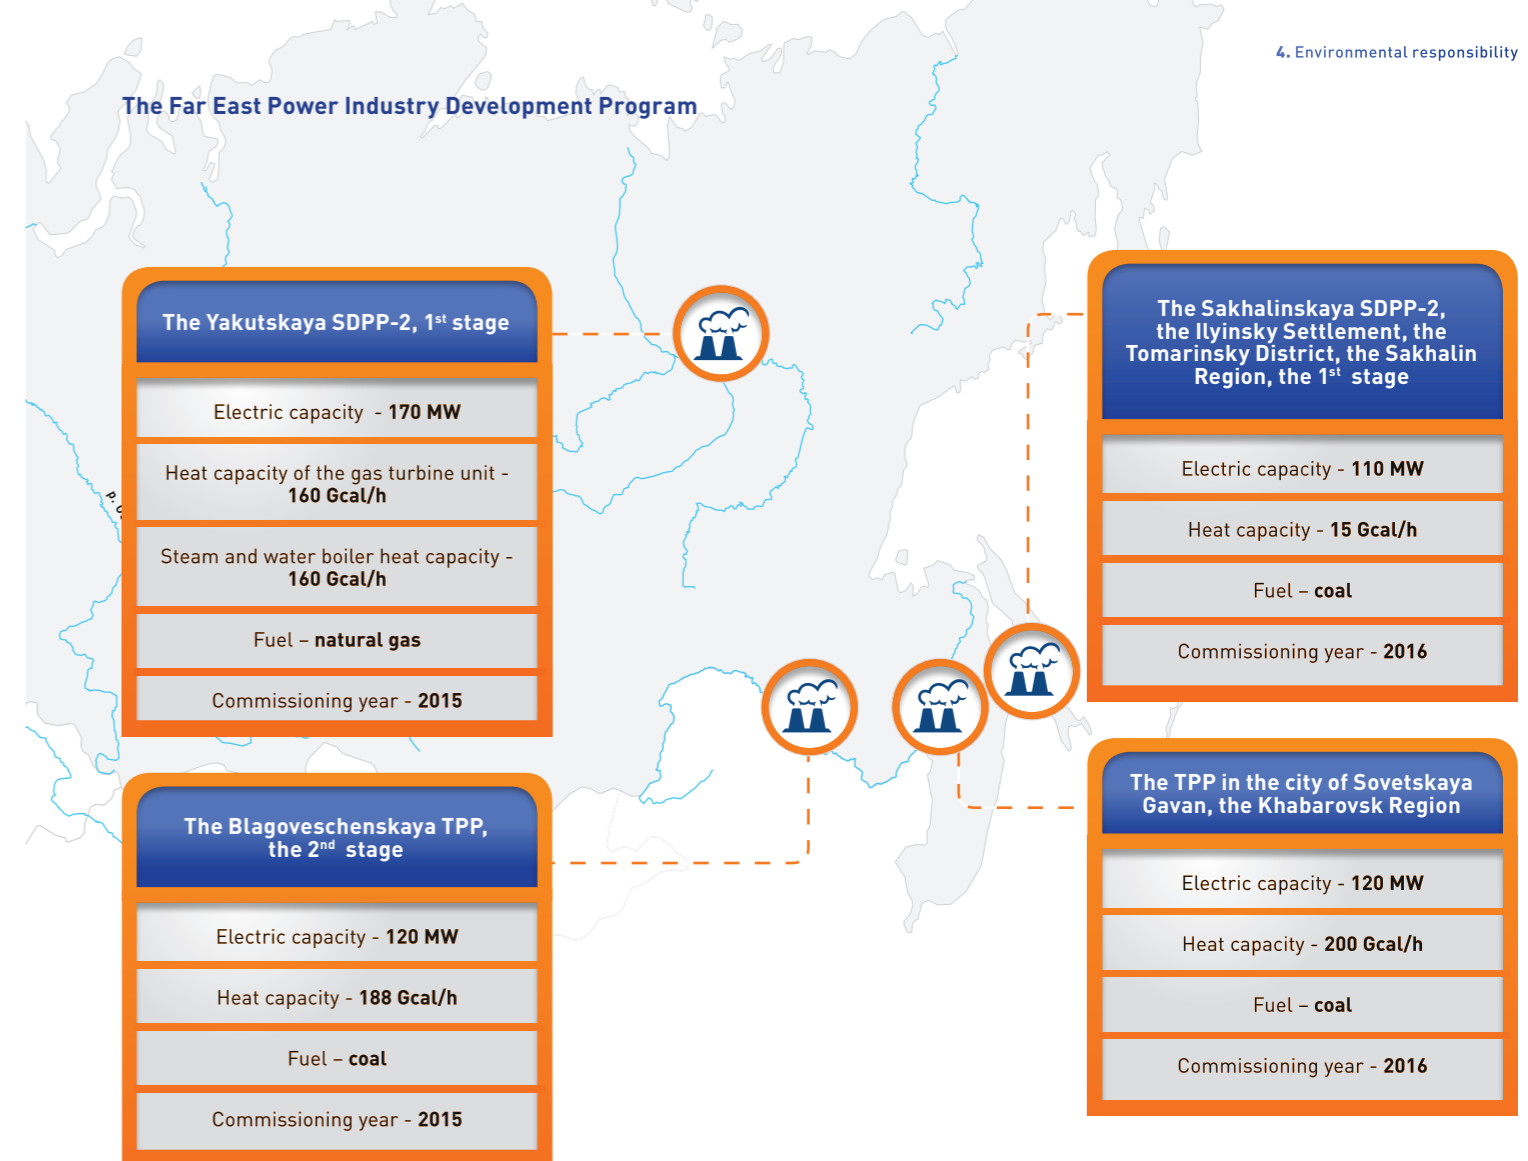 4. Environmental responsibility
The Far East Power Industry Development Program
The Yakutskaya SDPP-2, 1st stage
Electric capacity - 170 MW
Heat capacity of the gas turbine unit -
160 Gcal/h
Steam and water boiler heat capacity -
160 Gcal/h
Fuel – natural gas
Commissioning year - 2015
The Sakhalinskaya SDPP-2,
the Ilyinsky Settlement, the
Tomarinsky District, the Sakhalin
Region, the 1st stage
Electric capacity - 110 MW
Heat capacity - 15 Gcal/h
Fuel – coal
Commissioning year - 2016
The Blagoveschenskaya TPP,
the 2nd stage
Electric capacity - 120 MW
Heat capacity - 188 Gcal/h
Fuel – coal
Commissioning year - 2015
The TPP in the city of Sovetskaya
Gavan, the Khabarovsk Region
Electric capacity - 120 MW
Heat capacity - 200 Gcal/h
Fuel – coal
Commissioning year - 2016